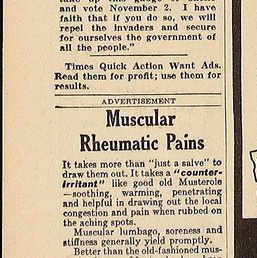 and vote November 2. I have
faith that if you do so, we will
repel the invaders and secure
for ourselves the government of
all the people."
Times Quick Action Want Ads.
Read them for profit; use them for
results.
ADVERTISEMENT
Muscular
Rheumatic Pains
It takes more than "just a salve" to
draw them out. It takes a "counter-
irritant" like good old Musterole
—soothing, warming, penetrating
and helpful in drawing out the local
congestion and pain when rubbed on
the aching spots.
Muscular lumbago, soreness and
stiffness generally yield promptly.
Better than the old-fashioned mus-